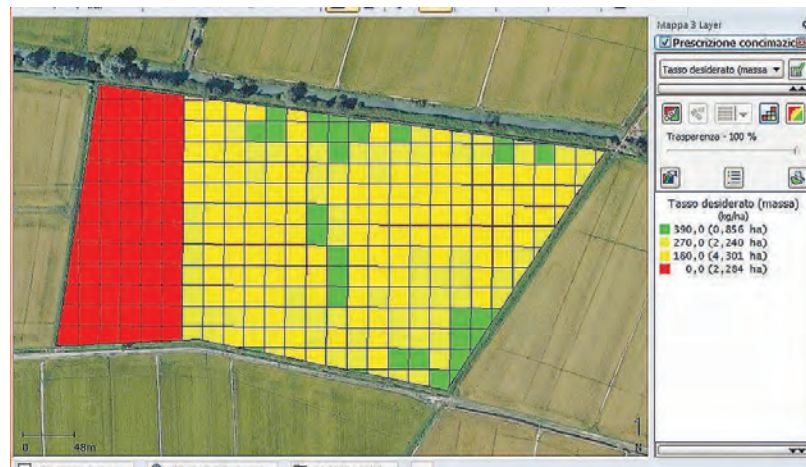 Mappa 3 Layer
Prescrizione concimazic
Tasso desiderato (massa
Trasparenza - 100 %
Tasso desiderato (massa)
(kg/ha)
390,0 (0,856 ha)
270,0 (2,240 ha)
180,0 (4,301 ha)
0,0 (2,284 ha)
0 48m
N